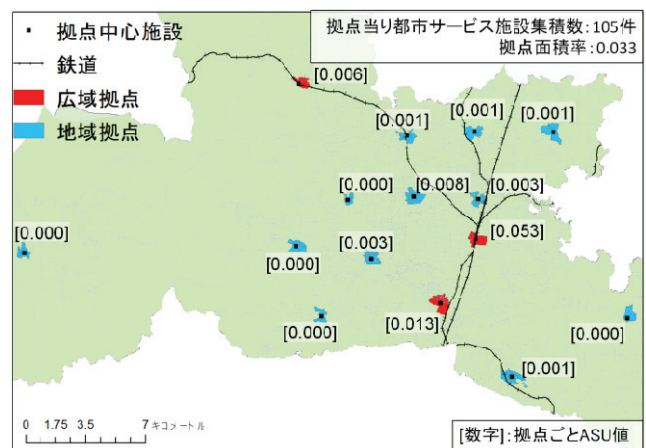 拠点中心施設
鉄道
広域拠点
地域拠点
拠点当り都市サービス施設集積数:105件
拠点面積率:0.033
[0.006]
[0.001]
[0.001]
[0.001]
[0.000]
[0.008]
[0.003]
[0.000]
[0.000]
[0.003]
[0.053]
[0.000]
[0.013]
[0.000]
[0.001]
0 1.75 3.5 7 キロメートル
[数字]:拠点ごとASU値